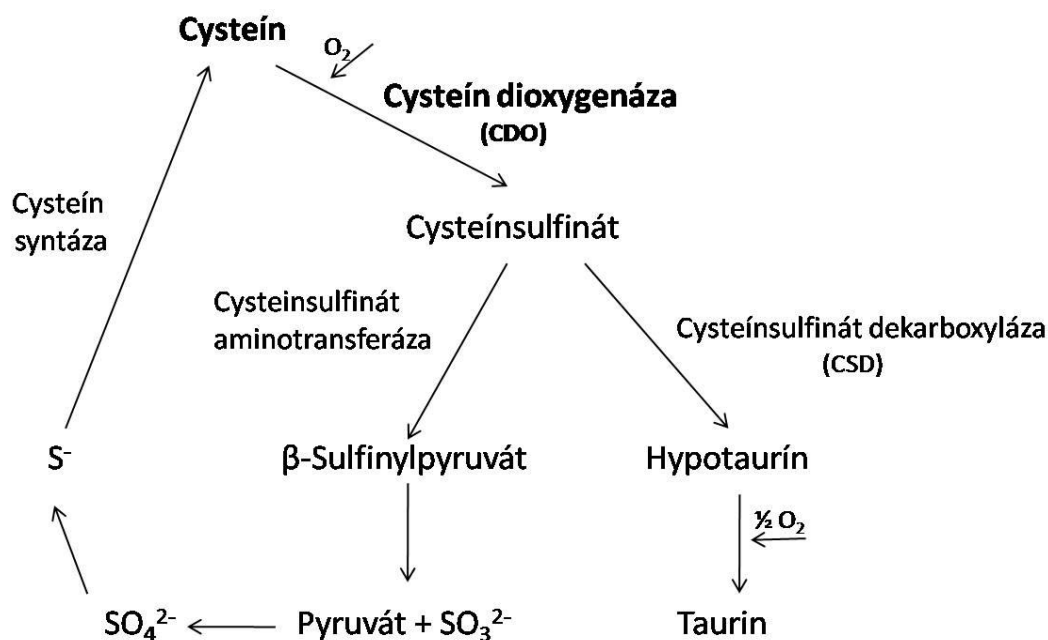 Cysteín
O₂
Cysteín dioxygenáza
(CDO)
Cysteín
syntáza
Cysteínsulfinát
Cysteinsulfinát
aminotransferáza
Cysteínsulfinát dekarboxyláza
(CSD)
S⁻
β-Sulfinylpyruvát
Hypotaurín
½ O₂
SO₄²⁻
Pyruvát + SO₃²⁻
Taurin